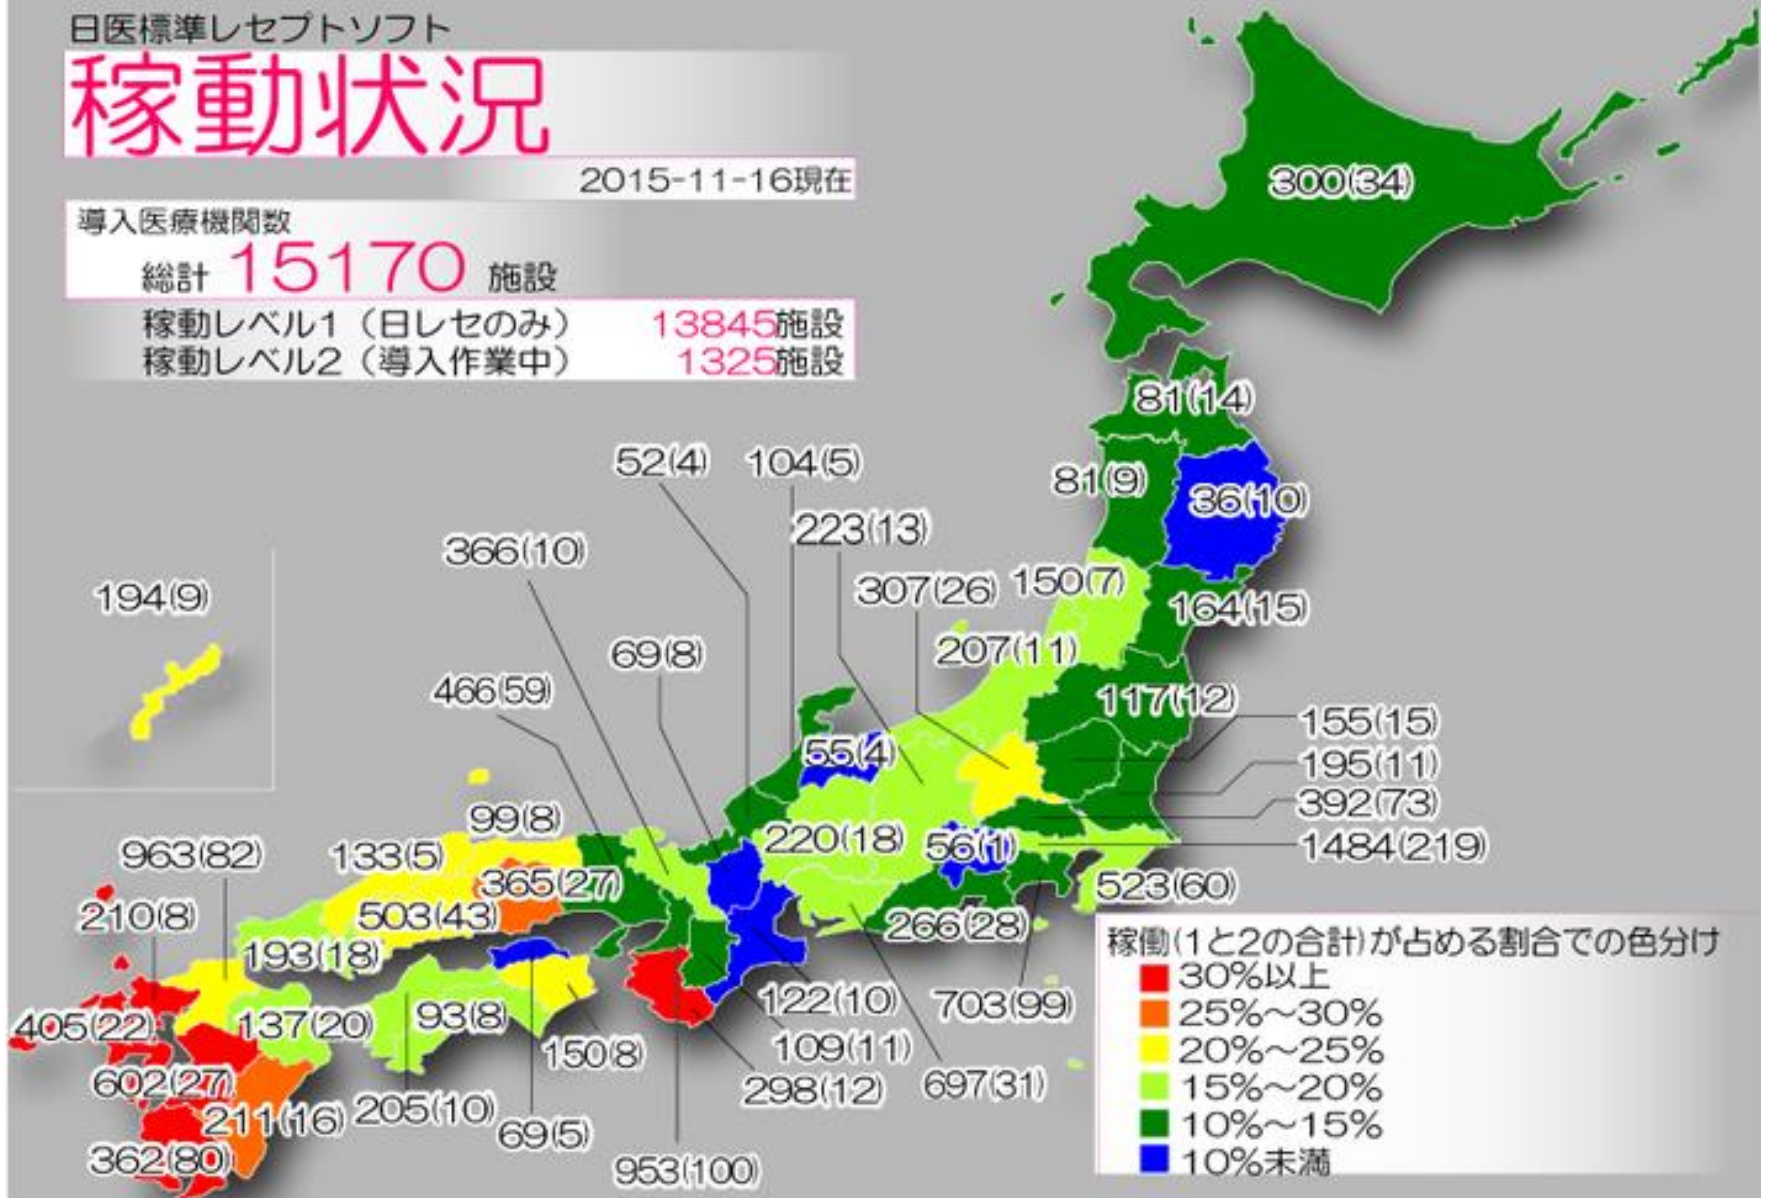 日医標準レセプトソフト
稼動状況
2015-11-16現在
導入医療機関数
総計 15170 施設
稼動レベル1（日レセのみ） 13845施設
稼動レベル2（導入作業中） 1325施設
300(34)
81(14)
52(4) 104(5)
81(9) 36(10)
223(13)
366(10)
307(26) 150(7)
194(9)
164(15)
207(11)
69(8)
466(59)
117(12)
155(15)
55(4)
195(11)
392(73)
99(8)
220(18) 56(1) 1484(219)
963(82) 133(5)
365(27) 523(60)
210(8) 503(43) 266(28)
193(18)
122(10) 703(99)
405(22) 137(20) 93(8)
150(8) 109(11)
602(27) 298(12) 697(31)
211(16) 205(10)
69(5)
362(80) 953(100)
稼働(1と2の合計)が占める割合での色分け
30%以上
25%～30%
20%～25%
15%～20%
10%～15%
10%未満